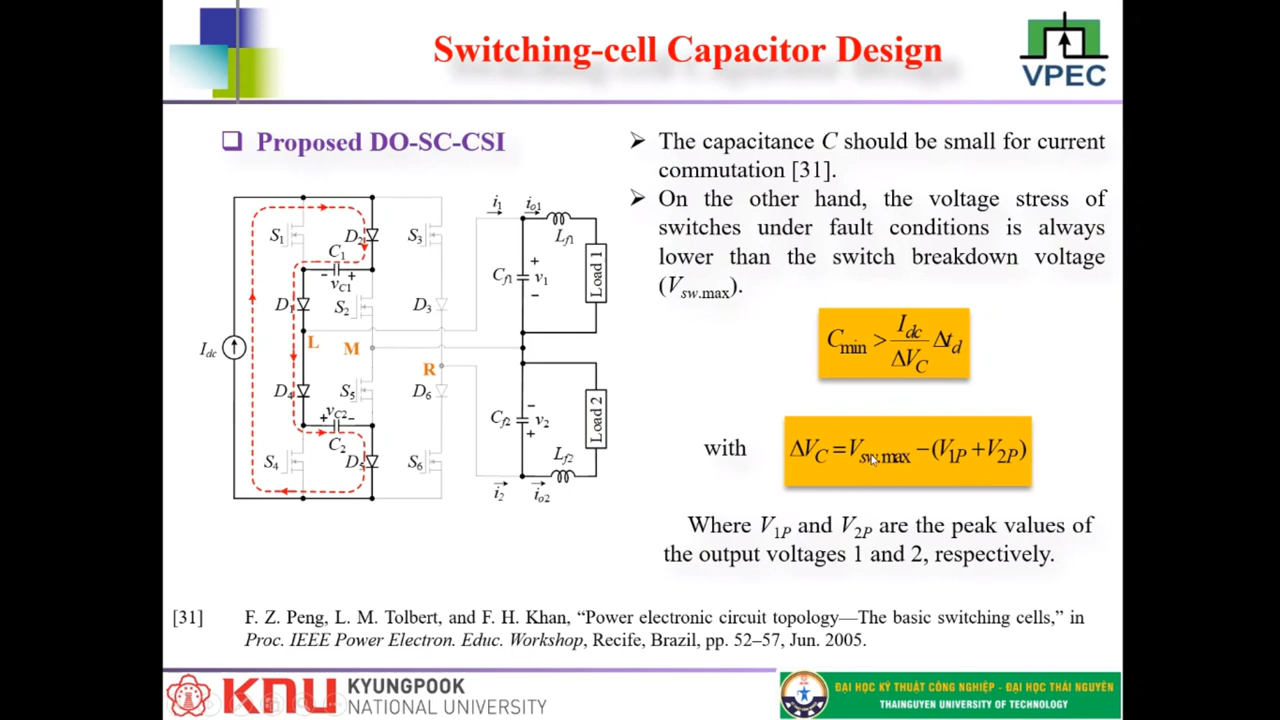 Switching-cell Capacitor Design
VPEC
❑ Proposed DO-SC-CSI
➢ The capacitance C should be small for current
commutation [31].
➢ On the other hand, the voltage stress of
switches under fault conditions is always
lower than the switch breakdown voltage
(Vsw.max).
Cmin > Idc/ΔVC Δtd
with
ΔVC = Vsw.max − (V1P + V2P)
Where V1P and V2P are the peak values of
the output voltages 1 and 2, respectively.
S1
D2
S3
C1
− +
vC1
D1
S2
D3
L
M
R
Idc
D4
S5
D6
+ vC2 −
C2
S4
D5
S6
i1
io1
Lf1
Cf1
+
v1
−
Load 1
Cf2
−
v2
+
Load 2
Lf2
i2
io2
[31] F. Z. Peng, L. M. Tolbert, and F. H. Khan, “Power electronic circuit topology—The basic switching cells,” in
Proc. IEEE Power Electron. Educ. Workshop, Recife, Brazil, pp. 52–57, Jun. 2005.
KNU KYUNGPOOK
NATIONAL UNIVERSITY
ĐẠI HỌC KỸ THUẬT CÔNG NGHIỆP - ĐẠI HỌC THÁI NGUYÊN
THAINGUYEN UNIVERSITY OF TECHNOLOGY